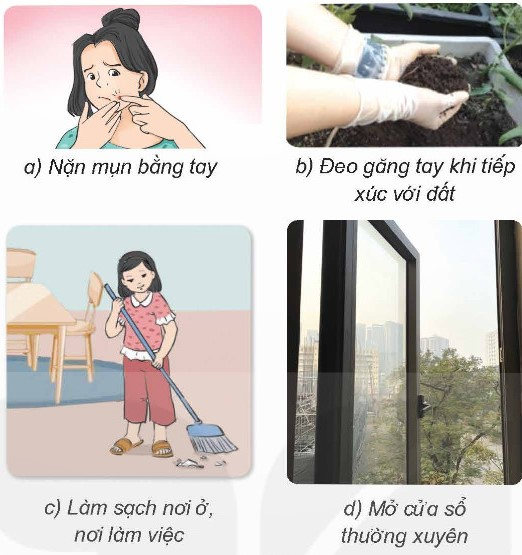 a) Nặn mụn bằng tay
b) Đeo găng tay khi tiếp
xúc với đất
c) Làm sạch nơi ở,
nơi làm việc
d) Mở cửa sổ
thường xuyên